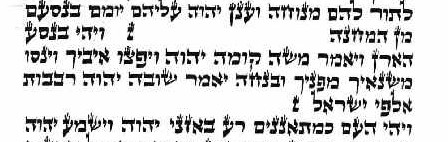 לתור להם מנוחה וענן יהוה עליהם יומם בנסעם
מן המחנה ׆ ויהי בנסע
הארן ויאמר משה קומה יהוה ויפצו איביך וינסו
משנאיך מפניך ובנחה יאמר שובה יהוה רבבות
אלפי ישראל ׆
ויהי העם כמתאננים רע באזני יהוה וישמע יהוה